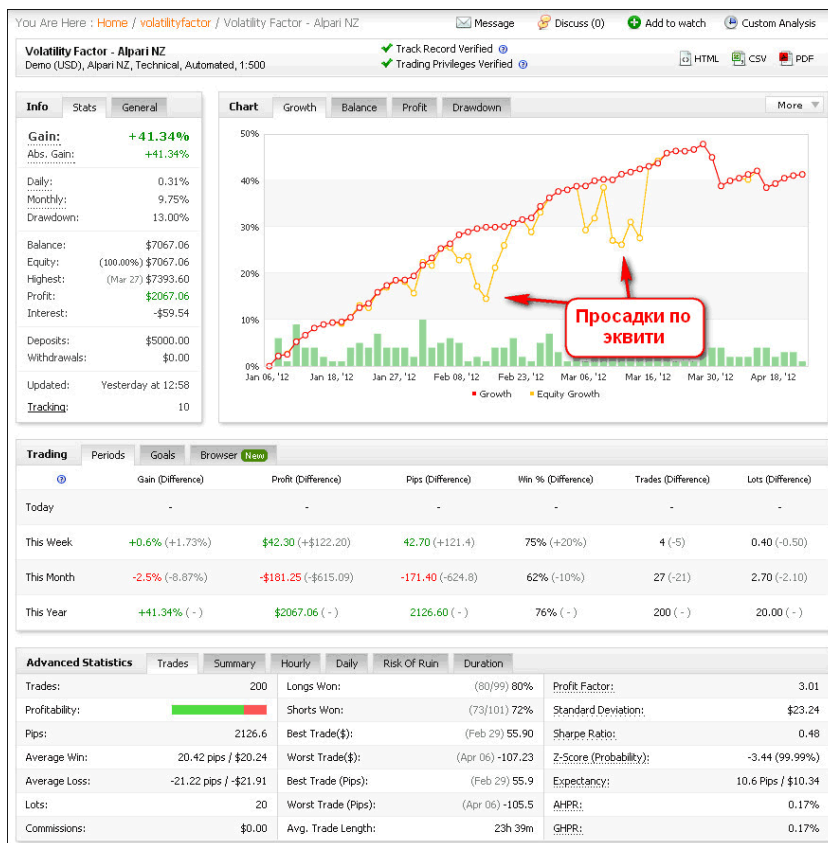 You Are Here : Home / volatilityfactor / Volatility Factor - Alpari NZ
Message Discuss (0) Add to watch Custom Analysis
Volatility Factor - Alpari NZ
Demo (USD), Alpari NZ, Technical, Automated, 1:500
Track Record Verified
Trading Privileges Verified
HTML CSV PDF
Info Stats General
Gain: +41.34%
Abs. Gain: +41.34%
Daily: 0.31%
Monthly: 9.75%
Drawdown: 13.00%
Balance: $7067.06
Equity: (100.00%) $7067.06
Highest: (Mar 27) $7393.60
Profit: $2067.06
Interest: -$59.54
Deposits: $5000.00
Withdrawals: $0.00
Updated: Yesterday at 12:58
Tracking: 10
Chart Growth Balance Profit Drawdown More
50%
40%
30%
20%
10%
0%
Просадки по
эквити
Jan 06, '12 Jan 18, '12 Jan 27, '12 Feb 08, '12 Feb 23, '12 Mar 06, '12 Mar 16, '12 Mar 30, '12 Apr 18, '12
Growth Equity Growth
Trading Periods Goals Browser New
Gain (Difference) Profit (Difference) Pips (Difference) Win % (Difference) Trades (Difference) Lots (Difference)
Today - - - - - -
This Week +0.6% (+1.73%) $42.30 (+$122.20) 42.70 (+121.4) 75% (+20%) 4 (-5) 0.40 (-0.50)
This Month -2.5% (-8.87%) -$181.25 (-$615.09) -171.40 (-624.8) 62% (-10%) 27 (-21) 2.70 (-2.10)
This Year +41.34% ( - ) $2067.06 ( - ) 2126.60 ( - ) 76% ( - ) 200 ( - ) 20.00 ( - )
Advanced Statistics Trades Summary Hourly Daily Risk Of Ruin Duration
Trades: 200 Longs Won: (80/99) 80% Profit Factor: 3.01
Profitability: Shorts Won: (73/101) 72% Standard Deviation: $23.24
Pips: 2126.6 Best Trade($): (Feb 29) 55.90 Sharpe Ratio: 0.48
Average Win: 20.42 pips / $20.24 Worst Trade($): (Apr 06) -107.23 Z-Score (Probability): -3.44 (99.99%)
Average Loss: -21.22 pips / -$21.91 Best Trade (Pips): (Feb 29) 55.9 Expectancy: 10.6 Pips / $10.34
Lots: 20 Worst Trade (Pips): (Apr 06) -105.5 AHPR: 0.17%
Commissions: $0.00 Avg. Trade Length: 23h 39m GHPR: 0.17%